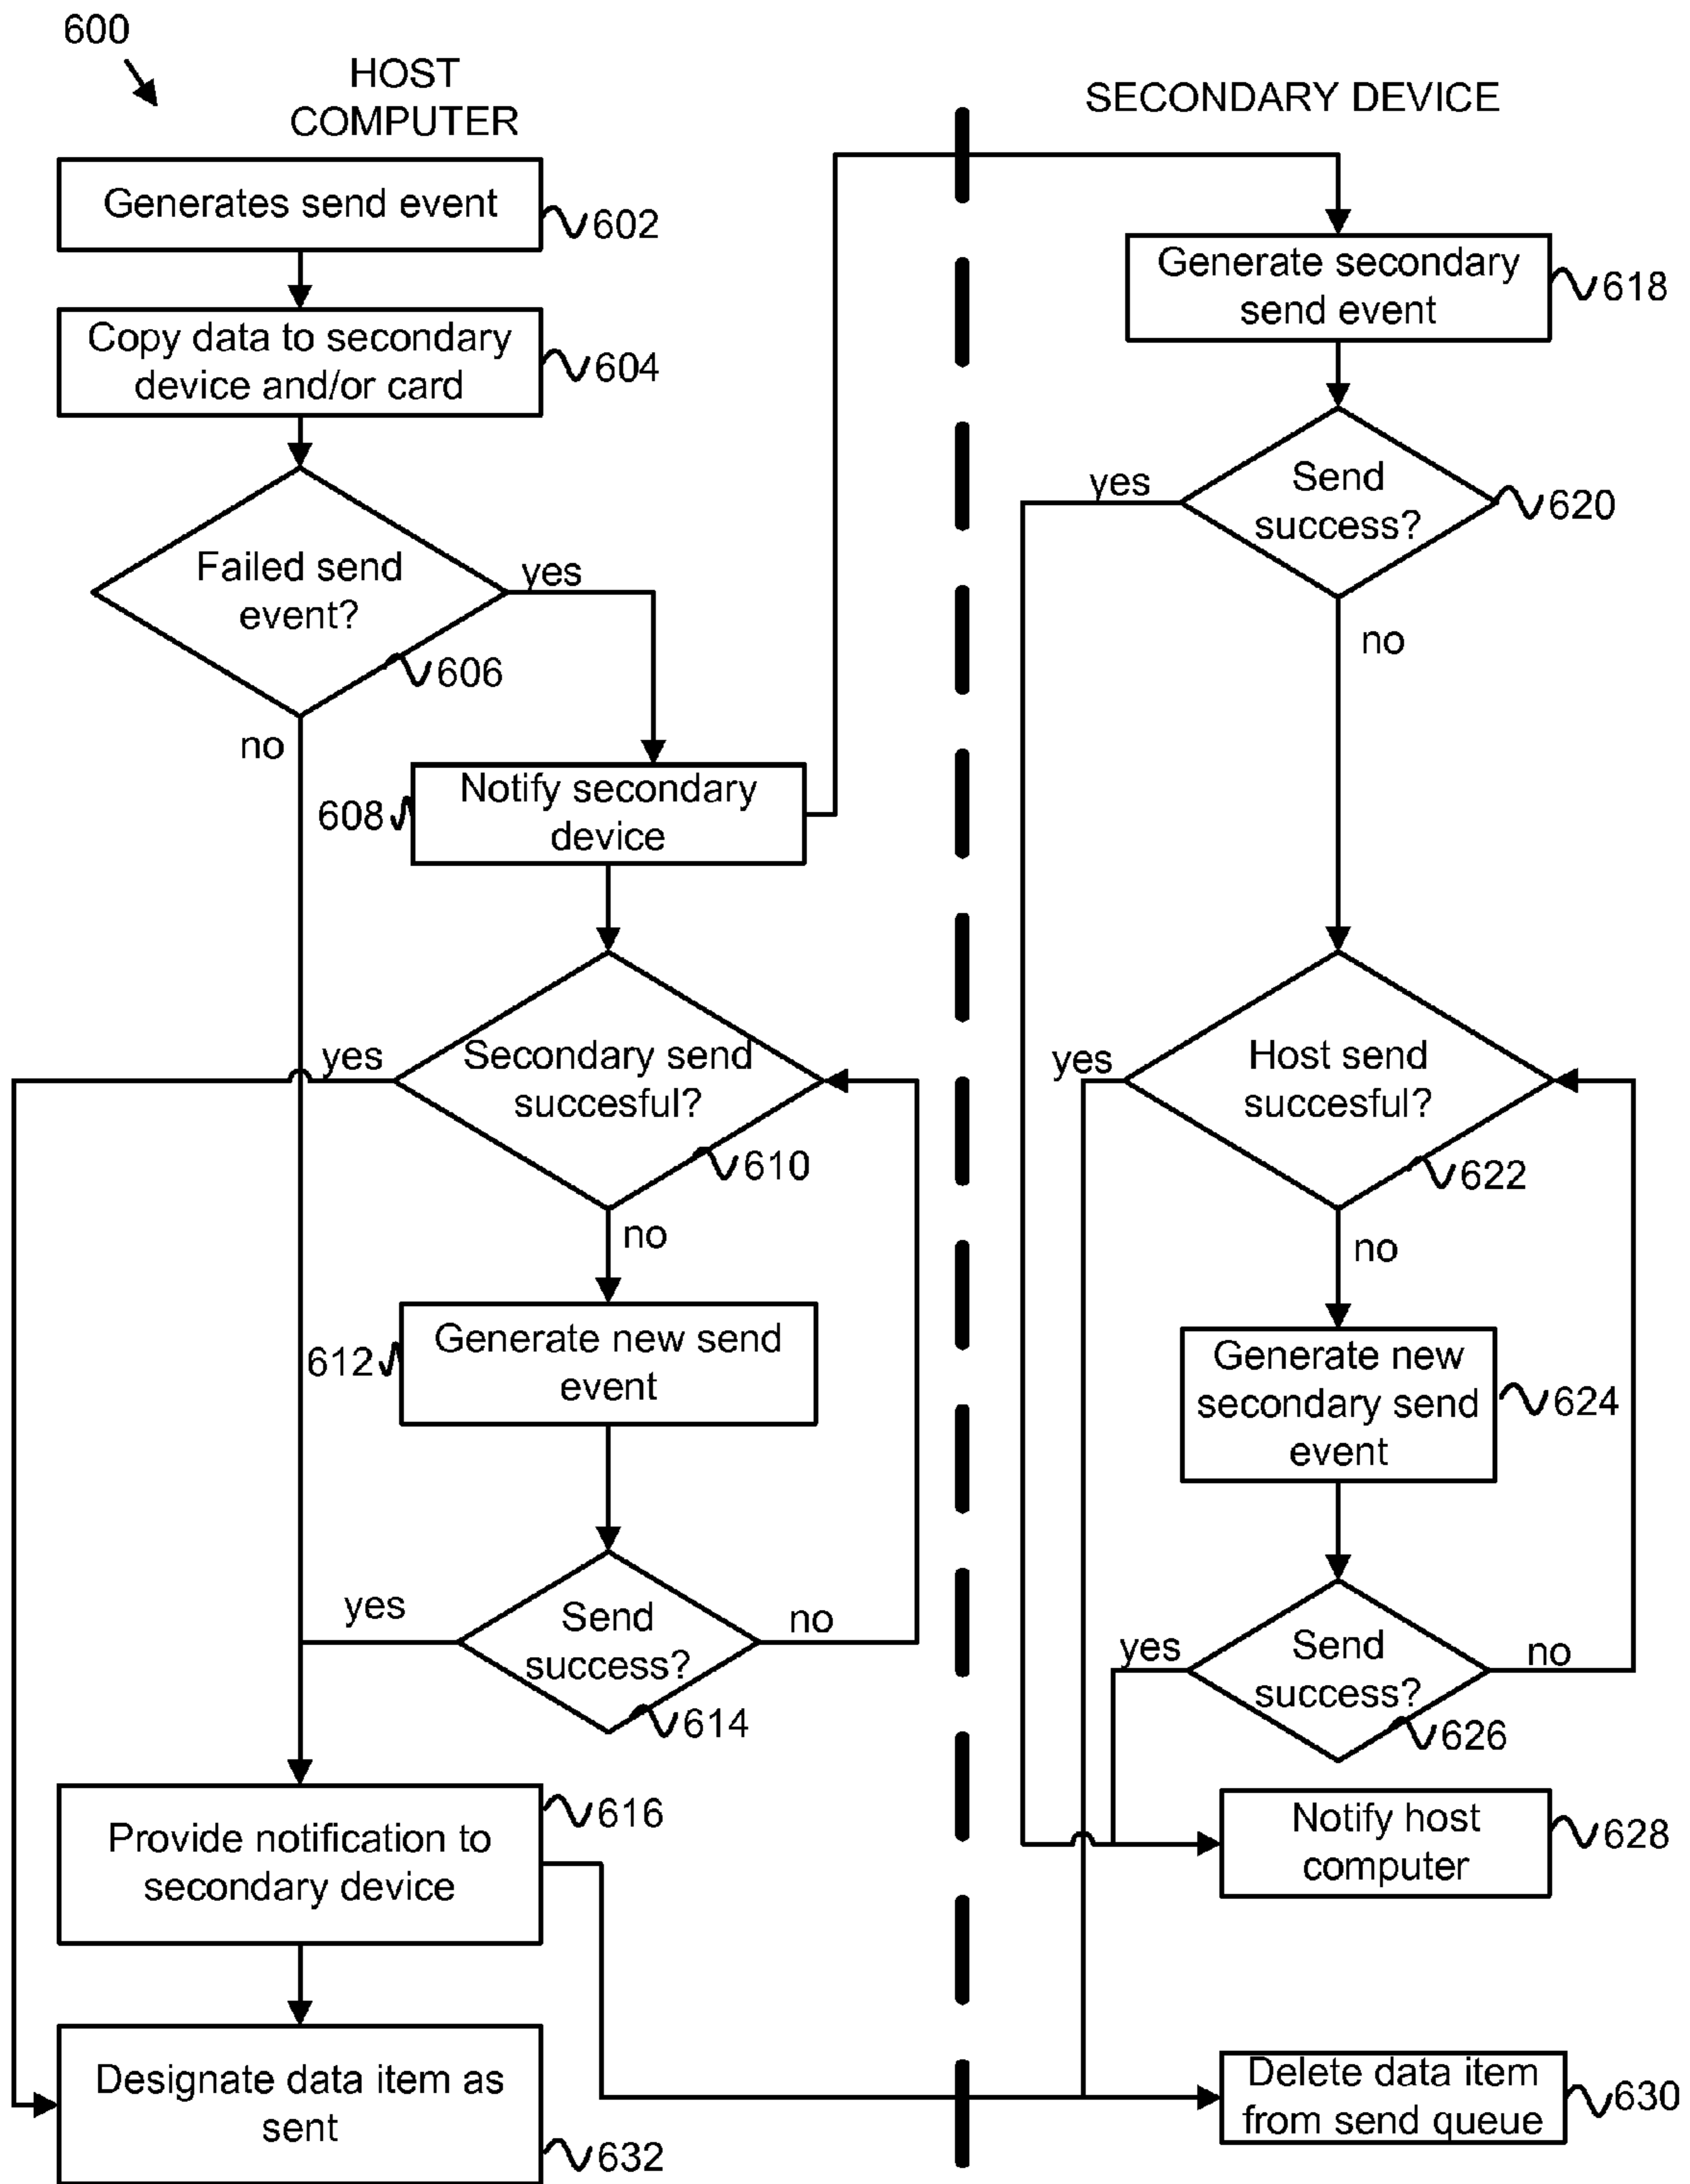 600
HOST
COMPUTER
SECONDARY DEVICE
Generates send event
602
Copy data to secondary
device and/or card
604
Failed send
event?
606
yes
no
Notify secondary
device
608
Secondary send
succesful?
610
yes
no
Generate new send
event
612
Send
success?
614
yes
no
Provide notification to
secondary device
616
Designate data item as
sent
632
Generate secondary
send event
618
Send
success?
620
yes
no
Host send
succesful?
622
yes
no
Generate new
secondary send
event
624
Send
success?
626
yes
no
Notify host
computer
628
Delete data item
from send queue
630